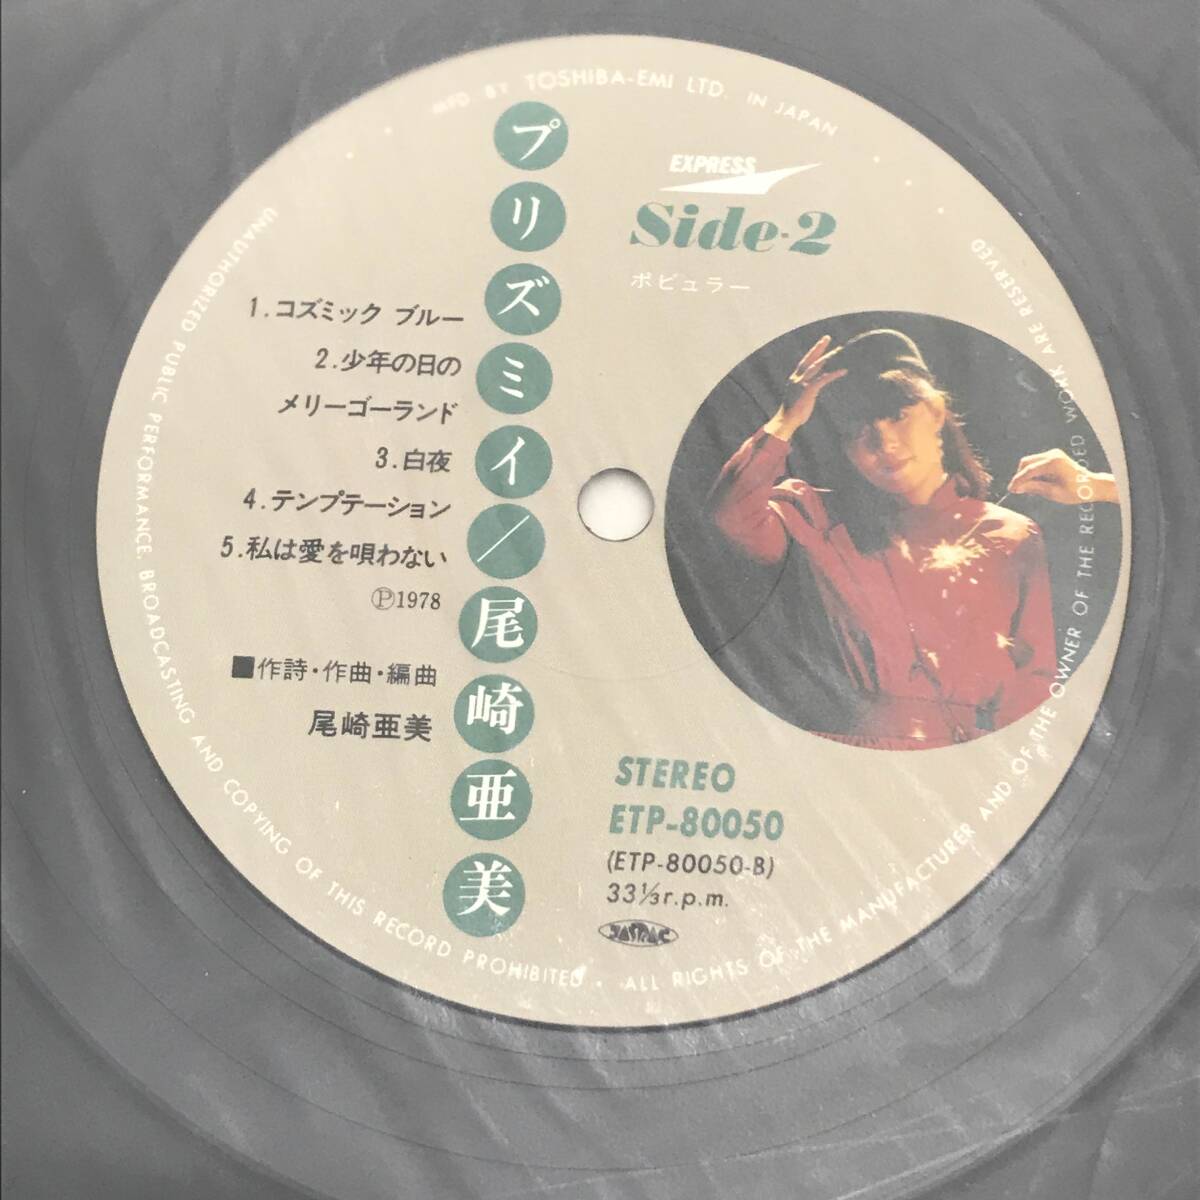 MFD. BY TOSHIBA-EMI LTD. IN JAPAN
EXPRESS
Side-2
ポピュラー
プリズミイ/尾崎亜美
1.コズミック ブルー
2.少年の日の
メリーゴーランド
3.白夜
4.テンプテーション
5.私は愛を唄わない
Ⓟ1978
■作詩・作曲・編曲
尾崎亜美
STEREO
ETP-80050
(ETP-80050-B)
33⅓r.p.m.
JASRAC
UNAUTHORIZED PUBLIC PERFORMANCE, BROADCASTING AND COPYING OF THIS RECORD PROHIBITED • ALL RIGHTS OF THE MANUFACTURER AND OF THE OWNER OF THE RECORDED WORK ARE RESERVED